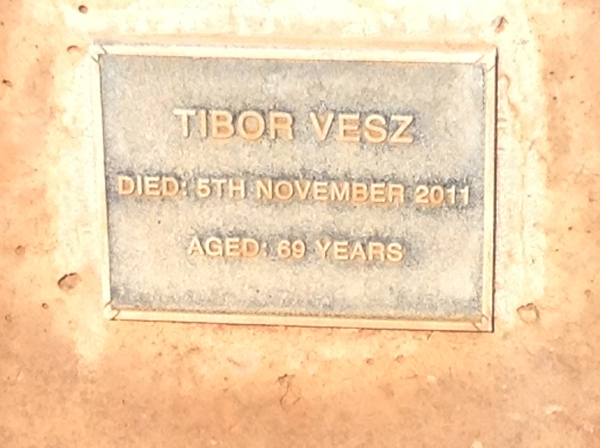 TIBOR VESZ
DIED: 5TH NOVEMBER 2011
AGED: 69 YEARS